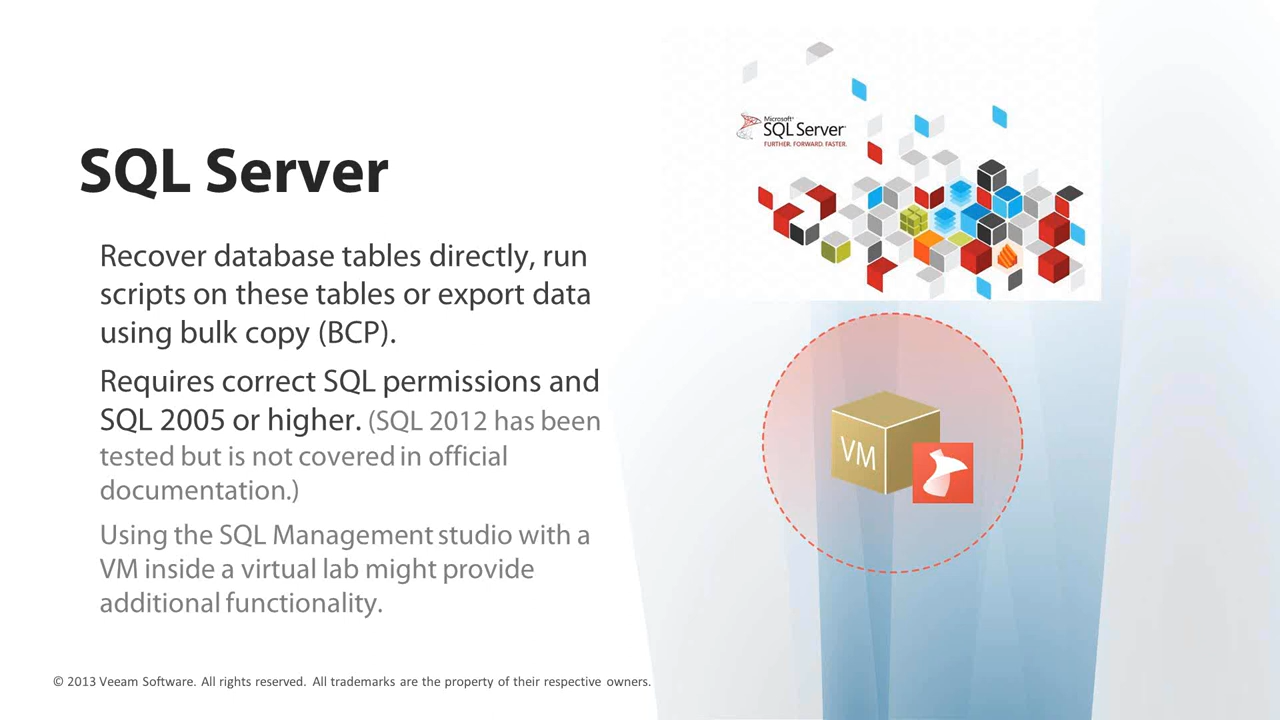 Microsoft®
SQL Server®
FURTHER. FORWARD. FASTER.
SQL Server
Recover database tables directly, run
scripts on these tables or export data
using bulk copy (BCP).
Requires correct SQL permissions and
SQL 2005 or higher. (SQL 2012 has been
tested but is not covered in official
documentation.)
Using the SQL Management studio with a
VM inside a virtual lab might provide
additional functionality.
VM
© 2013 Veeam Software. All rights reserved. All trademarks are the property of their respective owners.